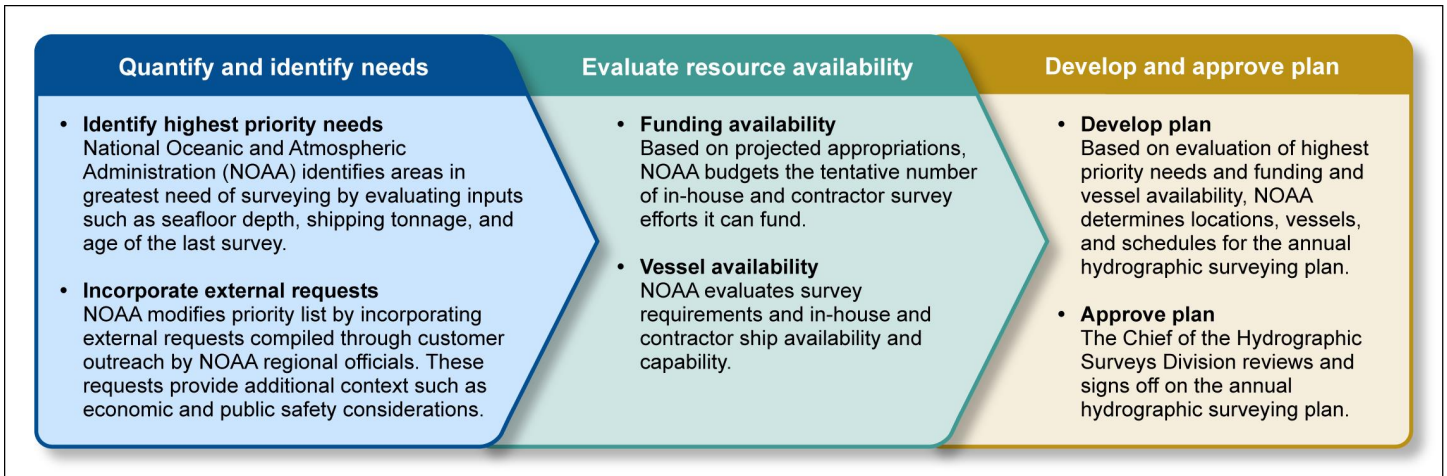 Quantify and identify needs
• Identify highest priority needs
National Oceanic and Atmospheric
Administration (NOAA) identifies areas in
greatest need of surveying by evaluating inputs
such as seafloor depth, shipping tonnage, and
age of the last survey.
• Incorporate external requests
NOAA modifies priority list by incorporating
external requests compiled through customer
outreach by NOAA regional officials. These
requests provide additional context such as
economic and public safety considerations.
Evaluate resource availability
• Funding availability
Based on projected appropriations,
NOAA budgets the tentative number
of in-house and contractor survey
efforts it can fund.
• Vessel availability
NOAA evaluates survey
requirements and in-house and
contractor ship availability and
capability.
Develop and approve plan
• Develop plan
Based on evaluation of highest
priority needs and funding and
vessel availability, NOAA
determines locations, vessels,
and schedules for the annual
hydrographic surveying plan.
• Approve plan
The Chief of the Hydrographic
Surveys Division reviews and
signs off on the annual
hydrographic surveying plan.